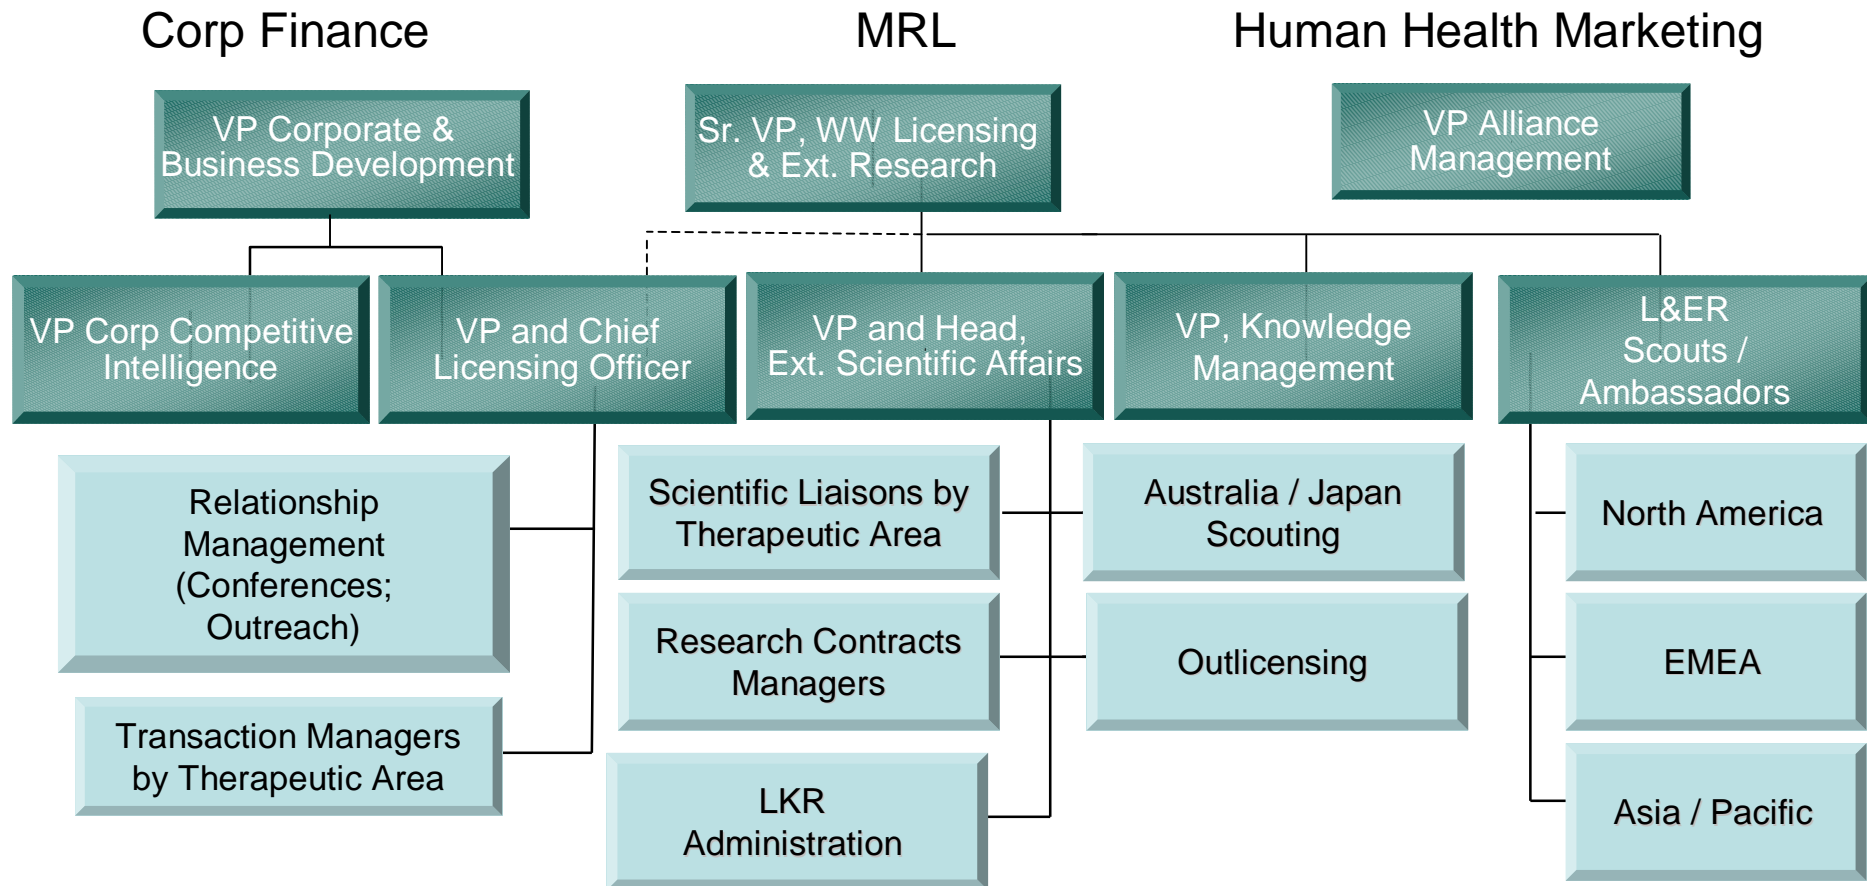 Corp Finance
MRL
Human Health Marketing
VP Corporate &
Business Development
Sr. VP, WW Licensing
& Ext. Research
VP Alliance
Management
VP Corp Competitive
Intelligence
VP and Chief
Licensing Officer
VP and Head,
Ext. Scientific Affairs
VP, Knowledge
Management
L&ER
Scouts /
Ambassadors
Relationship
Management
(Conferences;
Outreach)
Transaction Managers
by Therapeutic Area
Scientific Liaisons by
Therapeutic Area
Research Contracts
Managers
LKR
Administration
Australia / Japan
Scouting
Outlicensing
North America
EMEA
Asia / Pacific